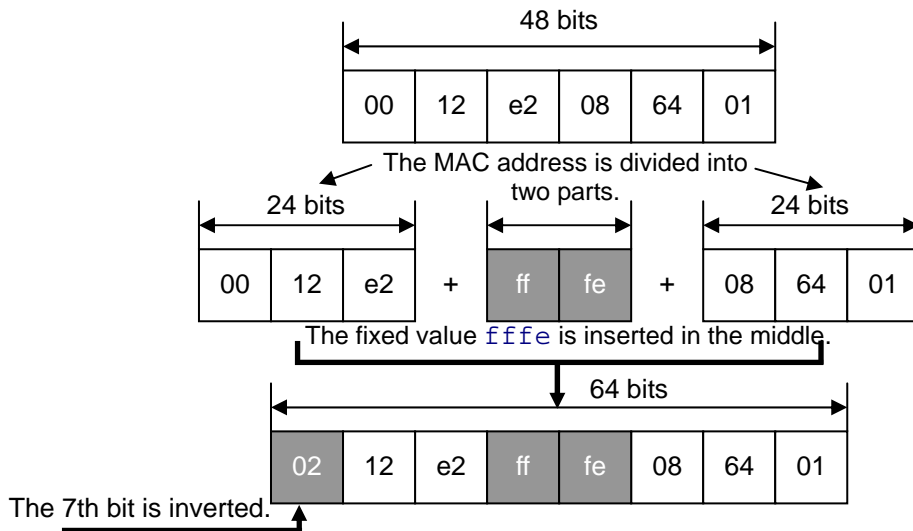 48 bits
00 12 e2 08 64 01
The MAC address is divided into
two parts.
24 bits 24 bits
00 12 e2 + ff fe + 08 64 01
The fixed value fffe is inserted in the middle.
64 bits
02 12 e2 ff fe 08 64 01
The 7th bit is inverted.